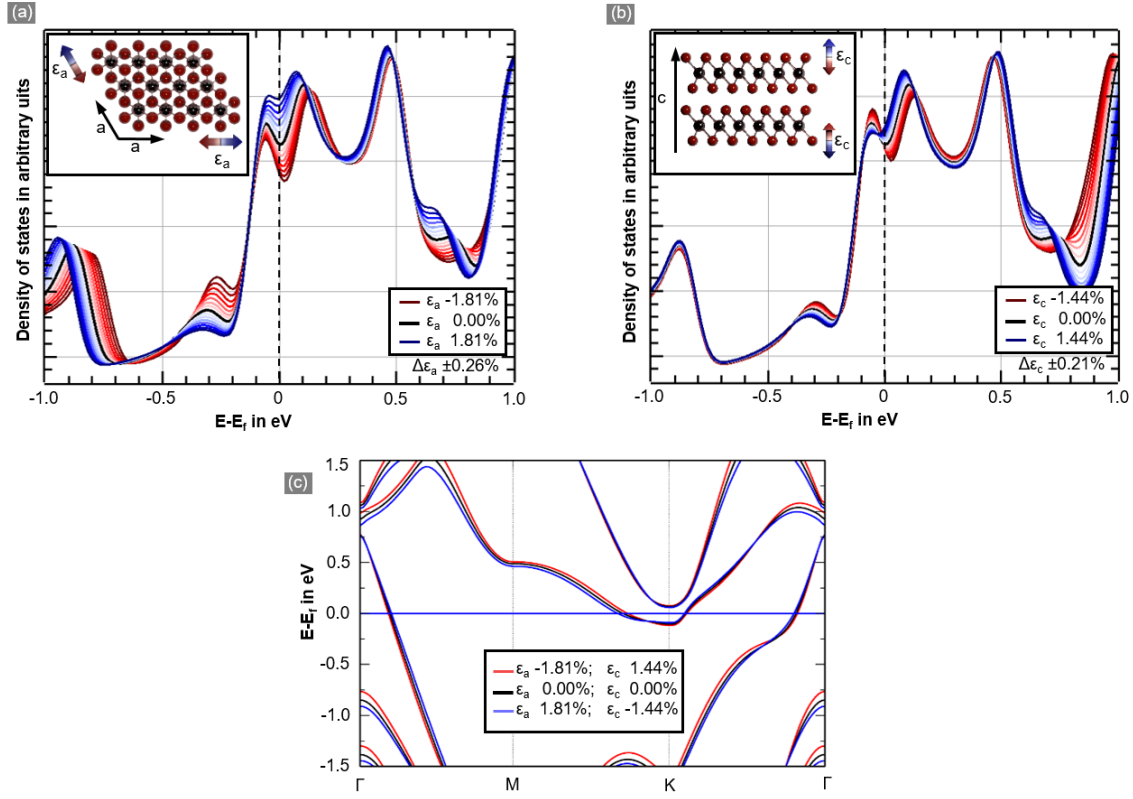 (a)
Density of states in arbitrary uits
εa
a
a
εa
εa -1.81%
εa 0.00%
εa 1.81%
Δεa ±0.26%
-1.0
-0.5
0
0.5
1.0
E-Ef in eV
(b)
Density of states in arbitrary uits
c
εc
εc
εc -1.44%
εc 0.00%
εc 1.44%
Δεc ±0.21%
-1.0
-0.5
0
0.5
1.0
E-Ef in eV
(c)
E-Ef in eV
1.5
1.0
0.5
0.0
-0.5
-1.0
-1.5
εa -1.81%; εc 1.44%
εa 0.00%; εc 0.00%
εa 1.81%; εc -1.44%
Γ
M
K
Γ